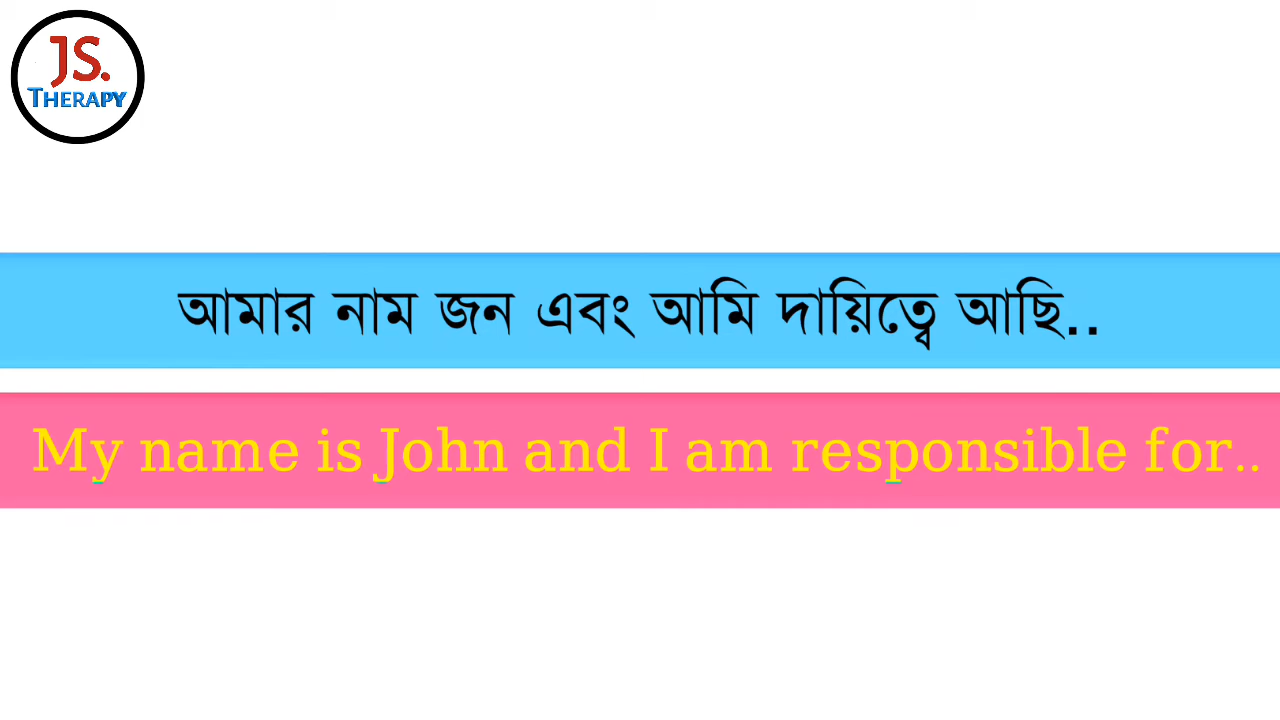 JS.
THERAPY
আমার নাম জন এবং আমি দায়িত্বে আছি..
My name is John and I am responsible for..